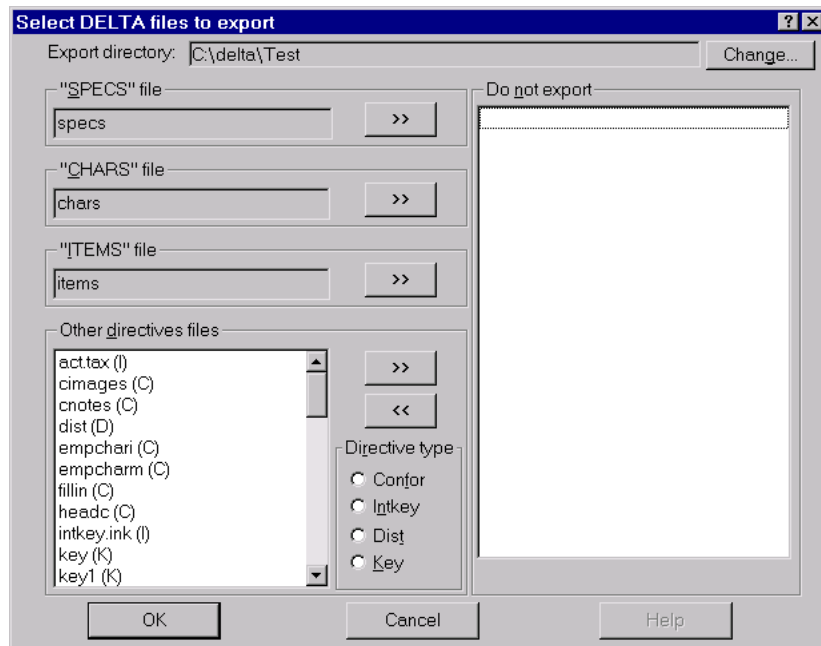 Select DELTA files to export
Export directory: C:\delta\Test Change...
"SPECS" file
specs >>
"CHARS" file
chars >>
"ITEMS" file
items >>
Other directives files
act.tax (I)
cimages (C)
cnotes (C)
dist (D)
empchari (C)
empcharm (C)
fillin (C)
headc (C)
intkey.ink (I)
key (K)
key1 (K)
>>
<<
Directive type
Confor
Intkey
Dist
Key
Do not export
OK Cancel Help